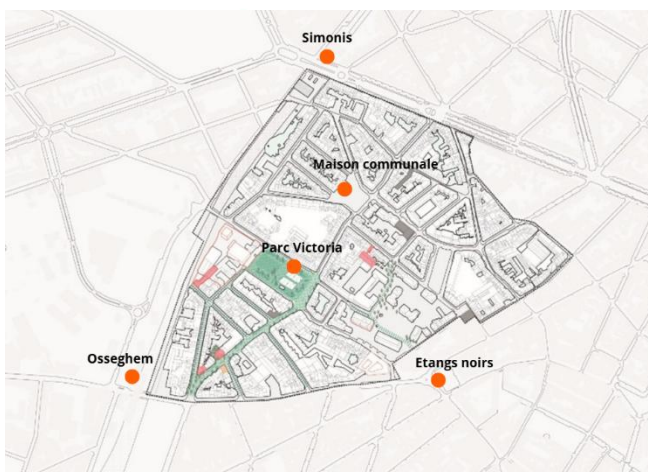 Simonis
Maison communale
Parc Victoria
Osseghem
Etangs noirs